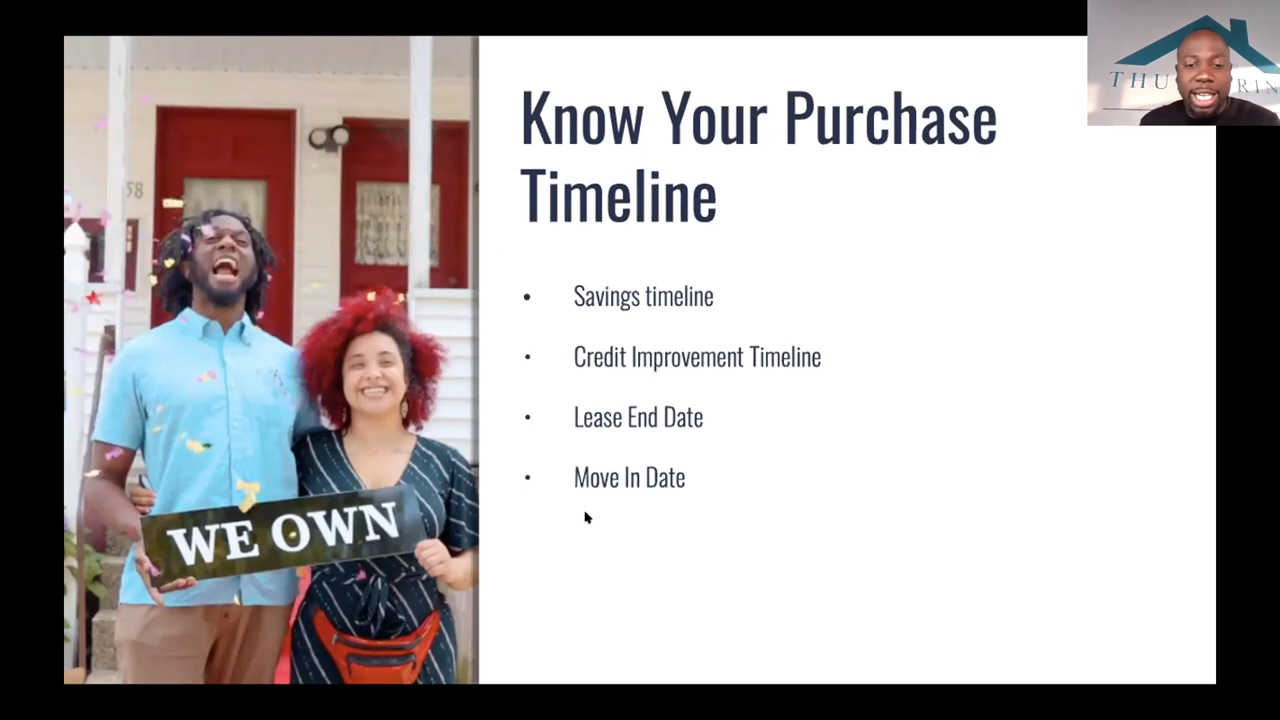 Know Your Purchase
Timeline
• Savings timeline
• Credit Improvement Timeline
• Lease End Date
• Move In Date
WE OWN
58